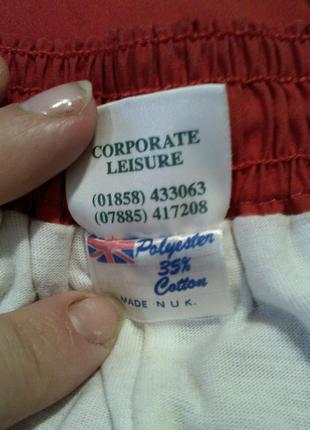 CORPORATE
LEISURE
(01858) 433063
(07885) 417208
Polyester
35%
Cotton
MADE N U K.